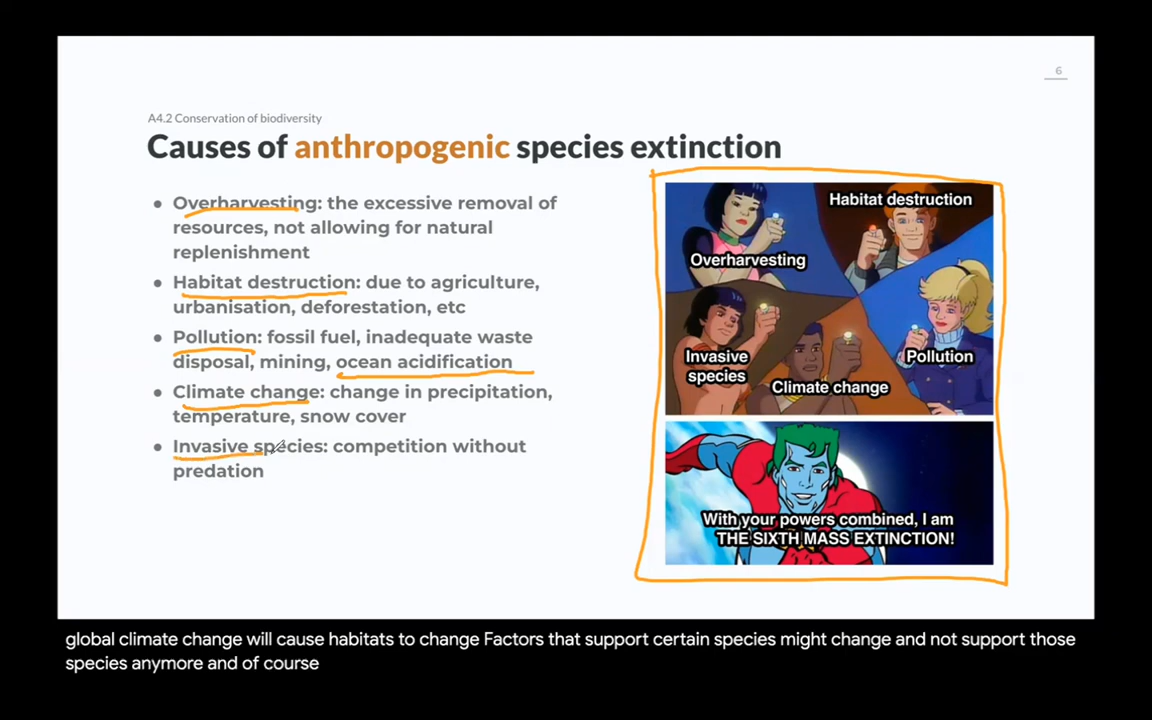 6
A4.2 Conservation of biodiversity
Causes of anthropogenic species extinction
• Overharvesting: the excessive removal of
resources, not allowing for natural
replenishment
• Habitat destruction: due to agriculture,
urbanisation, deforestation, etc
• Pollution: fossil fuel, inadequate waste
disposal, mining, ocean acidification
• Climate change: change in precipitation,
temperature, snow cover
• Invasive species: competition without
predation
Habitat destruction
Overharvesting
Invasive
species
Climate change
Pollution
With your powers combined, I am
THE SIXTH MASS EXTINCTION!
global climate change will cause habitats to change Factors that support certain species might change and not support those
species anymore and of course